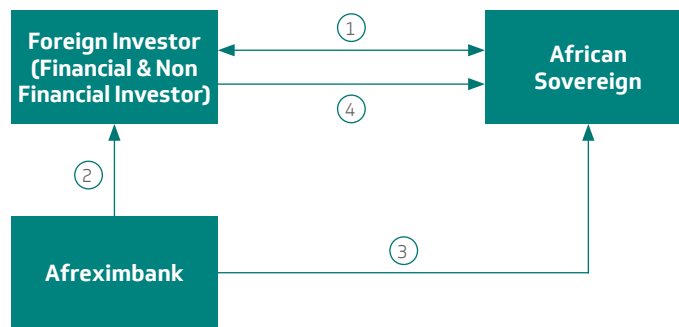 Foreign Investor
(Financial & Non
Financial Investor)
1
African
Sovereign
4
2
3
Afreximbank